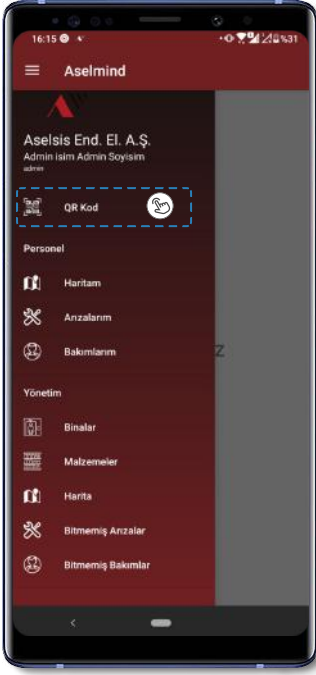 16:15
%31
Aselmind
Aselsis End. El. A.Ş.
Admin isim Admin Soyisim
admin
QR Kod
Personel
Haritam
Arızalarım
Bakımlarım
Z
Yönetim
Binalar
Malzemeler
Harita
Bitmemiş Arızalar
Bitmemiş Bakımlar